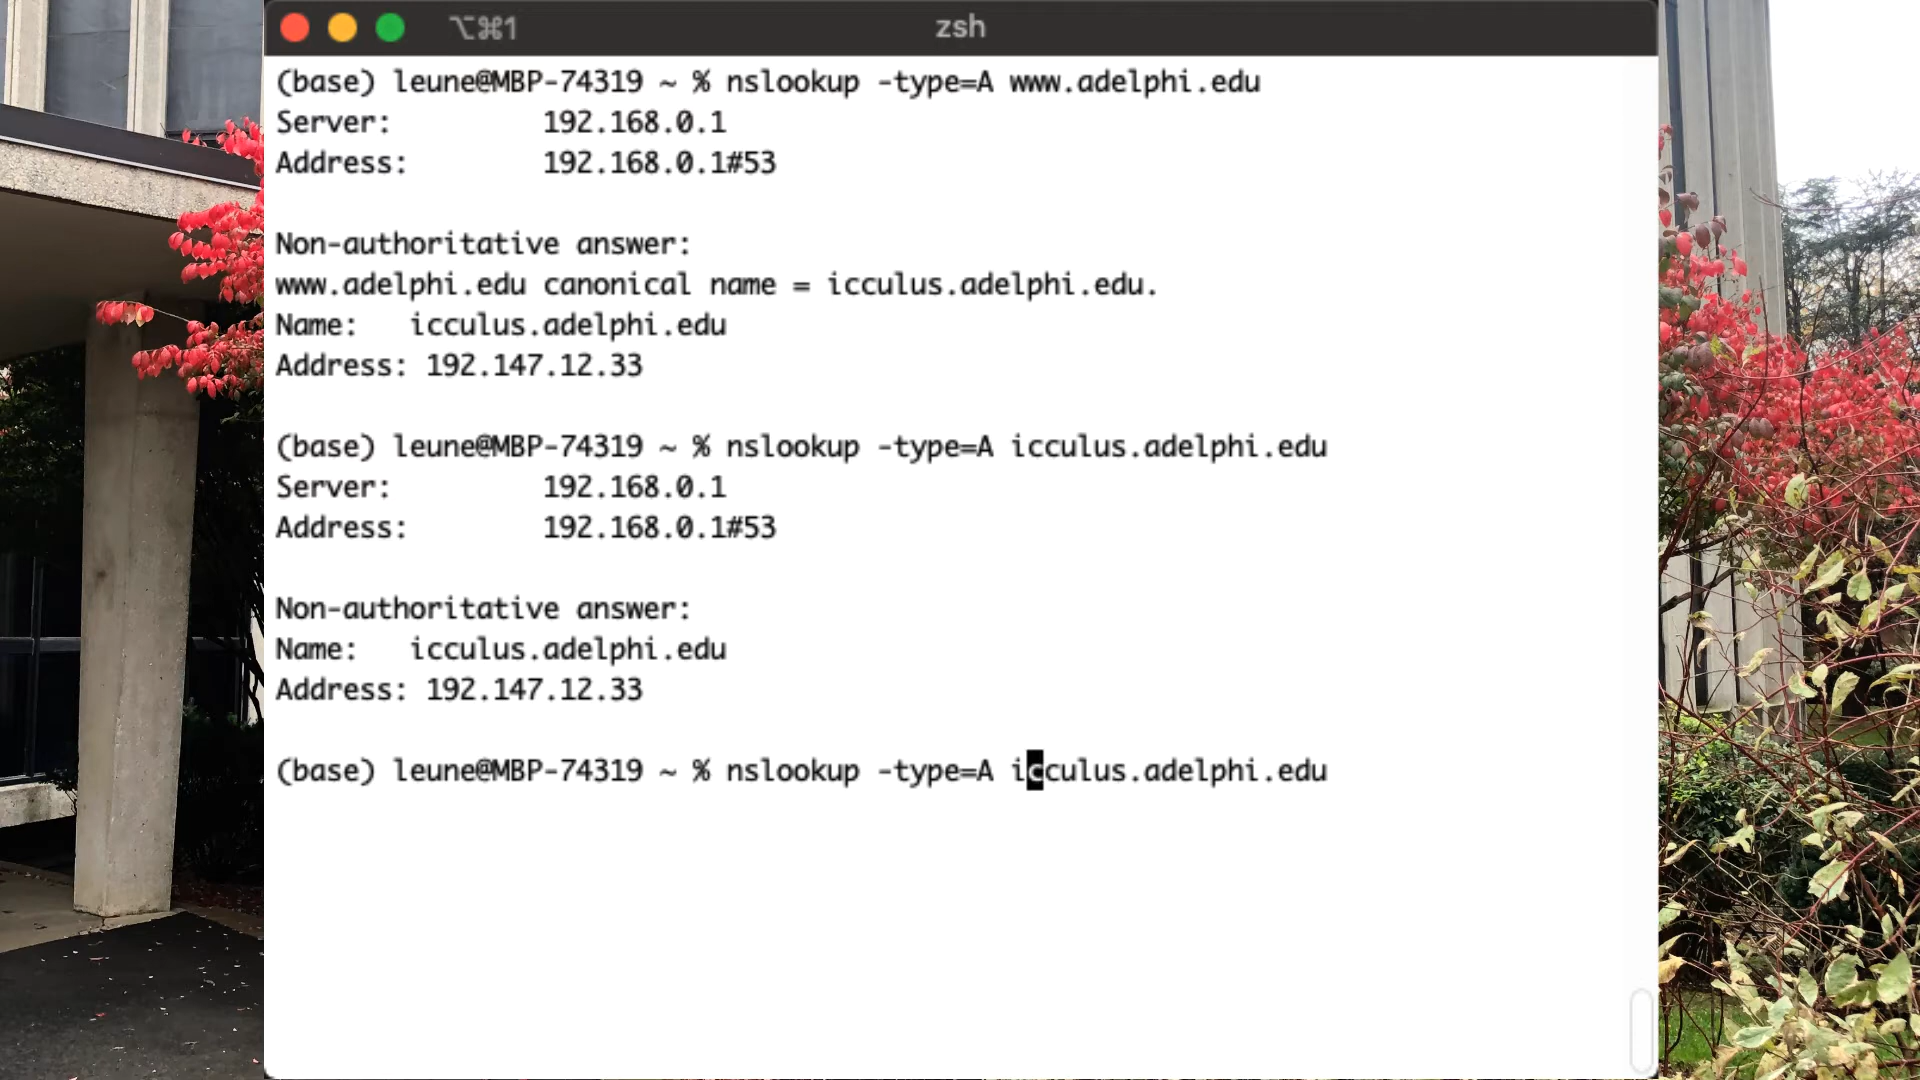 ⌥⌘1 zsh
(base) leune@MBP-74319 ~ % nslookup -type=A www.adelphi.edu
Server: 192.168.0.1
Address: 192.168.0.1#53
Non-authoritative answer:
www.adelphi.edu canonical name = icculus.adelphi.edu.
Name: icculus.adelphi.edu
Address: 192.147.12.33
(base) leune@MBP-74319 ~ % nslookup -type=A icculus.adelphi.edu
Server: 192.168.0.1
Address: 192.168.0.1#53
Non-authoritative answer:
Name: icculus.adelphi.edu
Address: 192.147.12.33
(base) leune@MBP-74319 ~ % nslookup -type=A icculus.adelphi.edu